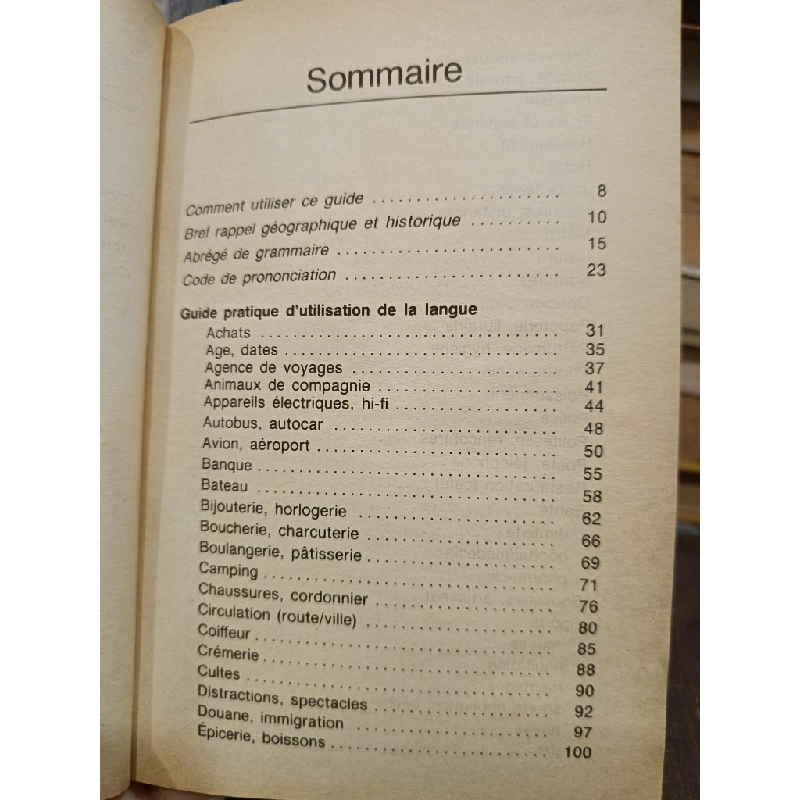 Sommaire
Comment utiliser ce guide ..................... 8
Bref rappel géographique et historique .......... 10
Abrégé de grammaire ......................... 15
Code de prononciation ........................ 23
Guide pratique d'utilisation de la langue
Achats .................................. 31
Age, dates ............................... 35
Agence de voyages ........................ 37
Animaux de compagnie ..................... 41
Appareils électriques, hi-fi ................... 44
Autobus, autocar .......................... 48
Avion, aéroport ........................... 50
Banque .................................. 55
Bateau .................................. 58
Bijouterie, horlogerie ...................... 62
Boucherie, charcuterie ..................... 66
Boulangerie, pâtisserie ..................... 69
Camping ................................. 71
Chaussures, cordonnier .................... 76
Circulation (route/ville) ..................... 80
Coiffeur ................................. 85
Crémerie ................................ 88
Cultes .................................. 90
Distractions, spectacles .................... 92
Douane, immigration ...................... 97
Épicerie, boissons ........................ 100